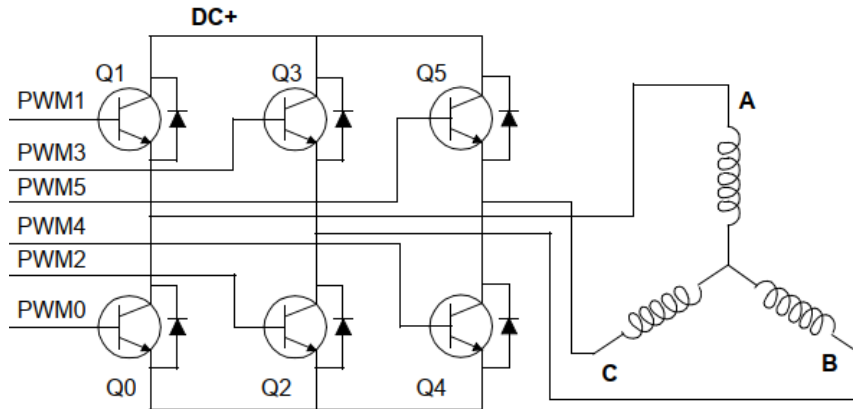 DC+
Q1 Q3 Q5
PWM1
A
PWM3
PWM5
PWM4
PWM2
PWM0
B
C
Q0 Q2 Q4